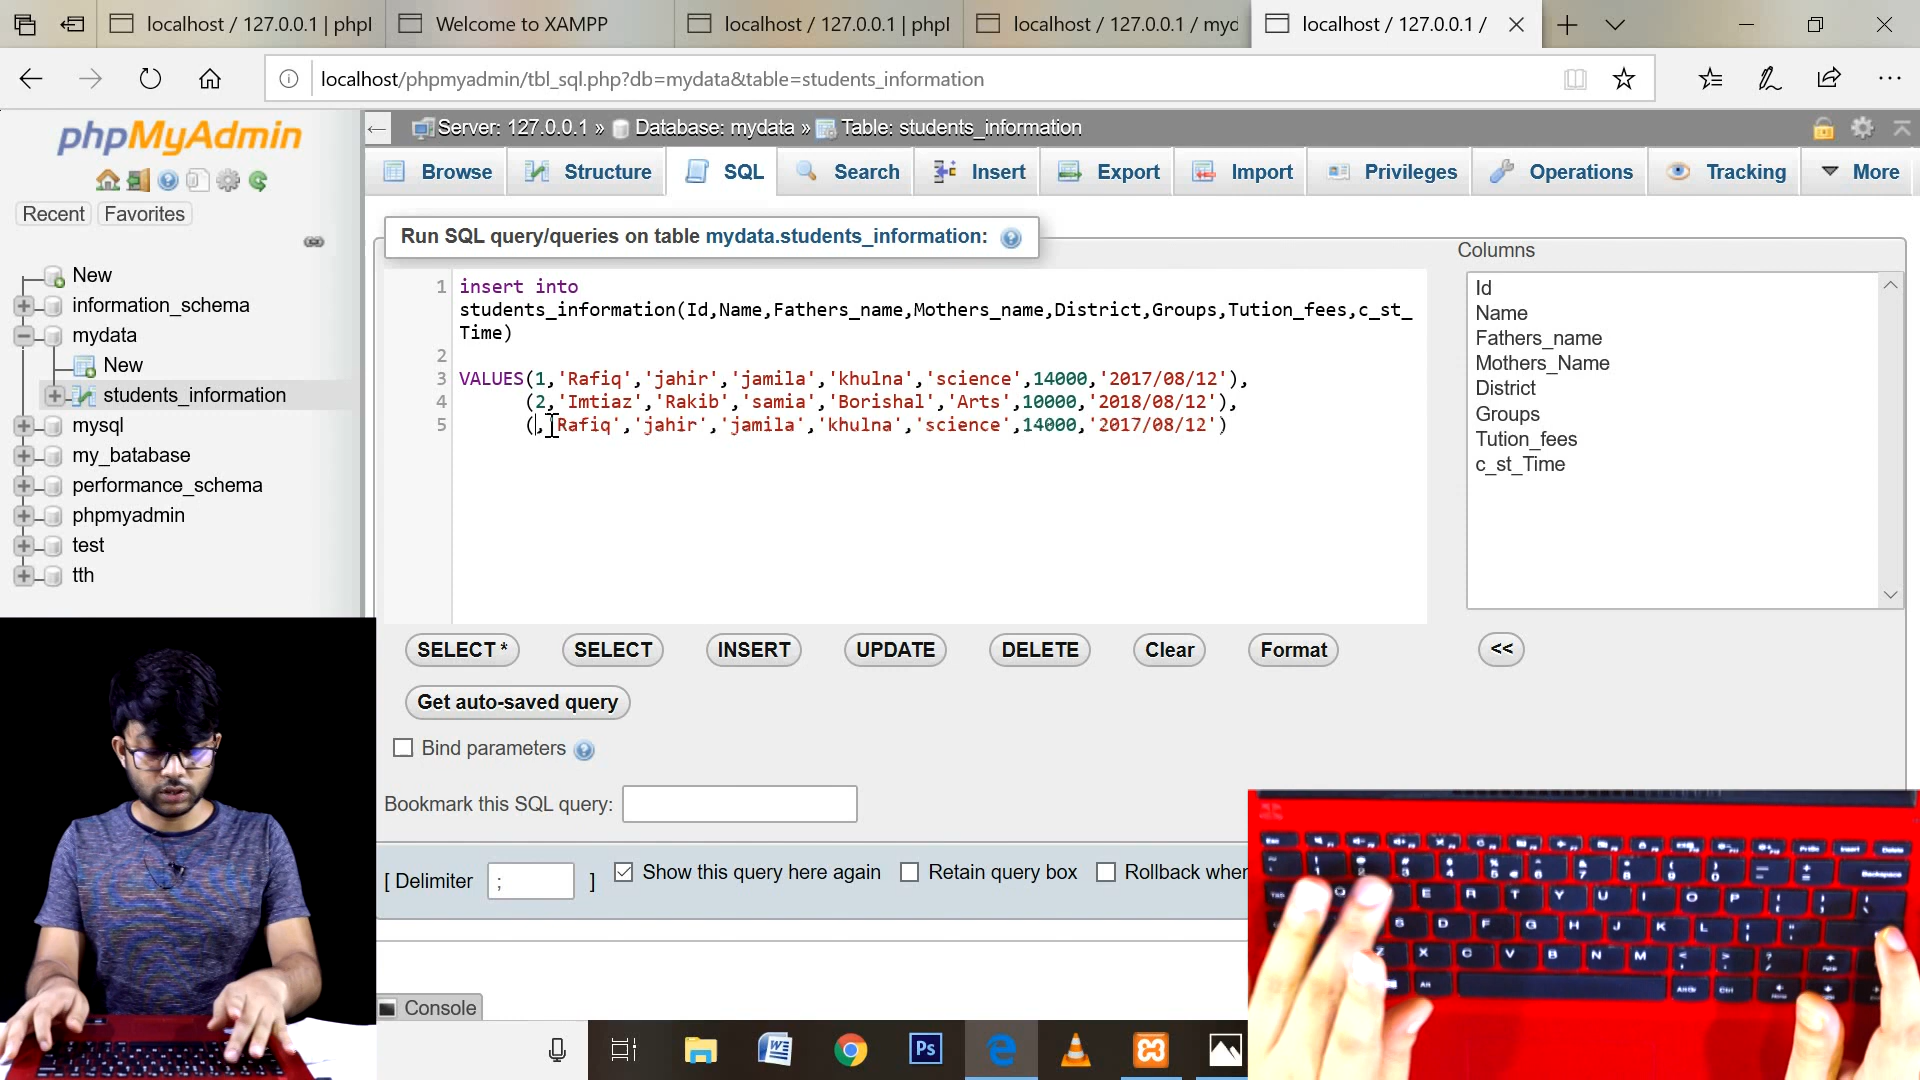 localhost / 127.0.0.1 | phpl
Welcome to XAMPP
localhost / 127.0.0.1 | phpl
localhost / 127.0.0.1 / myd
localhost / 127.0.0.1 /
localhost/phpmyadmin/tbl_sql.php?db=mydata&table=students_information
phpMyAdmin
Recent
Favorites
New
information_schema
mydata
New
students_information
mysql
my_batabase
performance_schema
phpmyadmin
test
tth
Server: 127.0.0.1 » Database: mydata » Table: students_information
Browse
Structure
SQL
Search
Insert
Export
Import
Privileges
Operations
Tracking
More
Run SQL query/queries on table mydata.students_information:
1 insert into
students_information(Id,Name,Fathers_name,Mothers_name,District,Groups,Tution_fees,c_st_
Time)
2
3 VALUES(1,'Rafiq','jahir','jamila','khulna','science',14000,'2017/08/12'),
4 (2,'Imtiaz','Rakib','samia','Borishal','Arts',10000,'2018/08/12'),
5 (,'Rafiq','jahir','jamila','khulna','science',14000,'2017/08/12')
Columns
Id
Name
Fathers_name
Mothers_Name
District
Groups
Tution_fees
c_st_Time
SELECT *
SELECT
INSERT
UPDATE
DELETE
Clear
Format
<<
Get auto-saved query
Bind parameters
Bookmark this SQL query:
[ Delimiter ; ]
Show this query here again
Retain query box
Rollback wher
Console
Ps